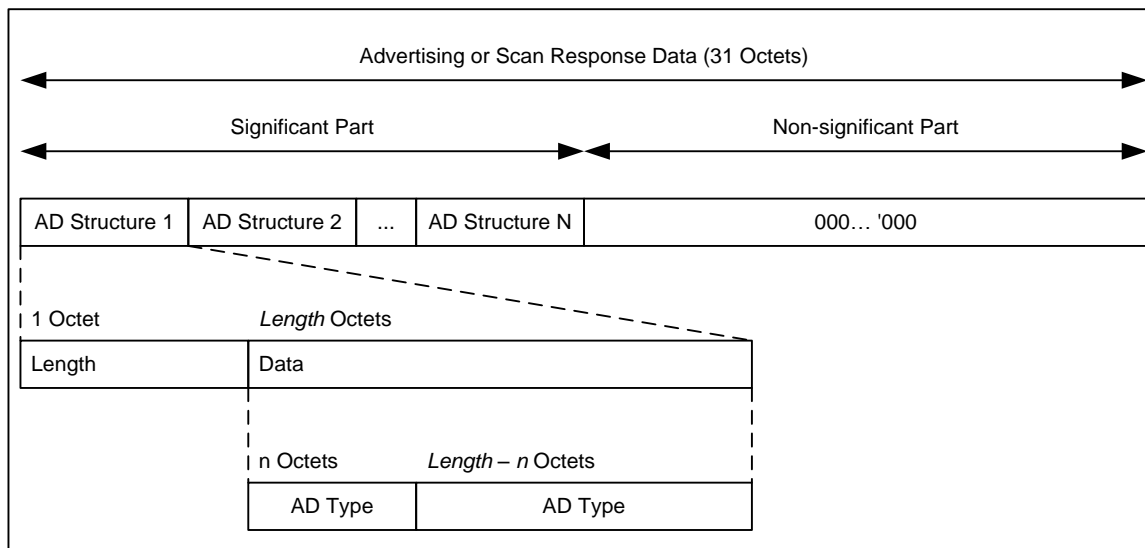 Advertising or Scan Response Data (31 Octets)
Significant Part
Non-significant Part
AD Structure 1
AD Structure 2
...
AD Structure N
000... '000
1 Octet
Length Octets
Length
Data
n Octets
Length – n Octets
AD Type
AD Type